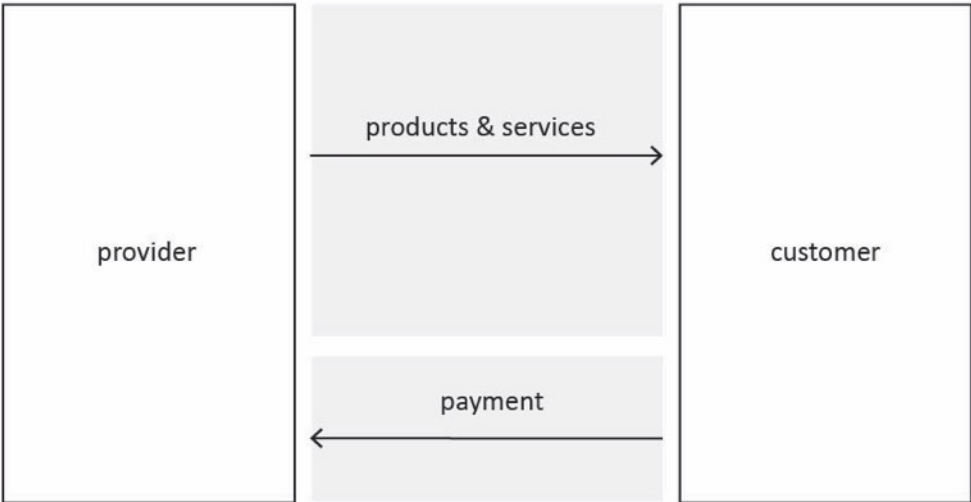 products & services
provider
customer
payment